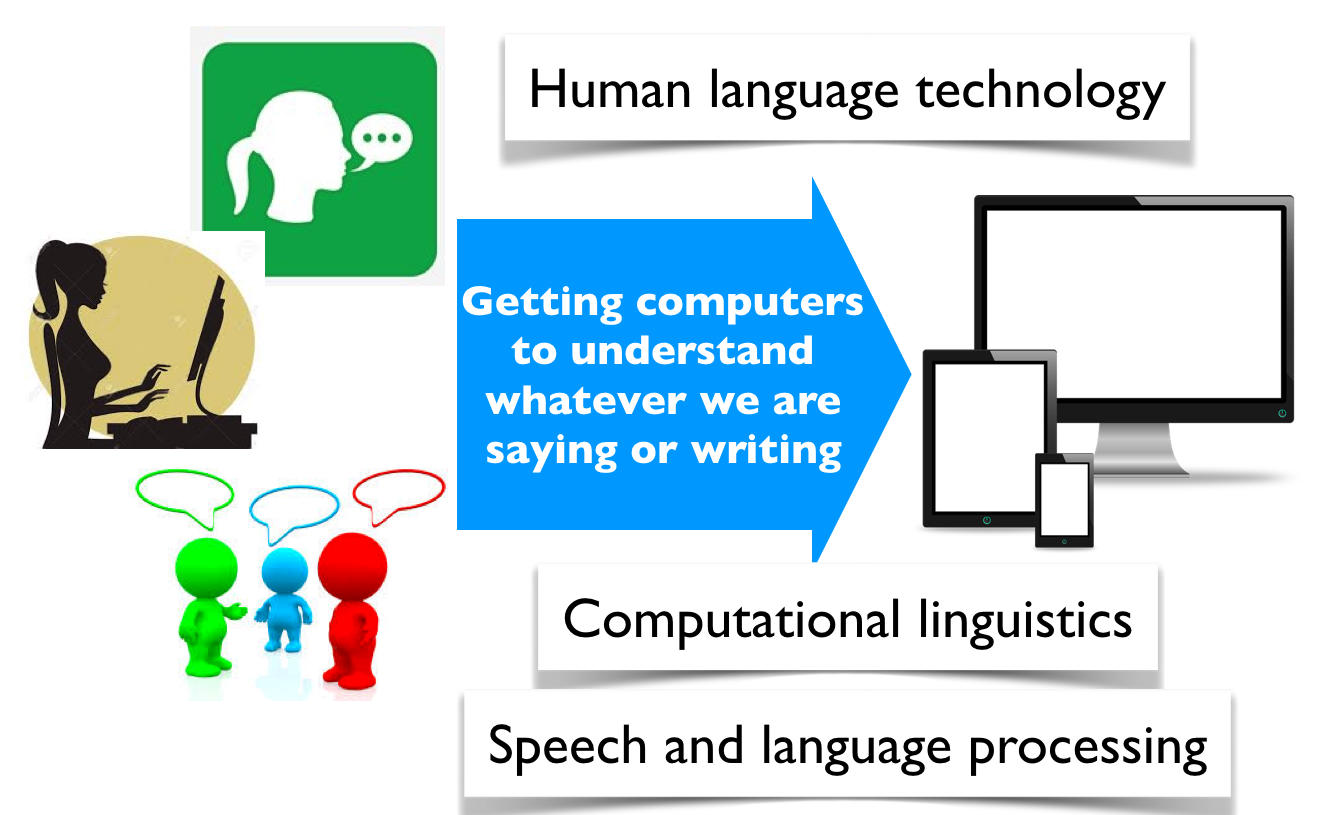 Human language technology
Getting computers
to understand
whatever we are
saying or writing
Computational linguistics
Speech and language processing